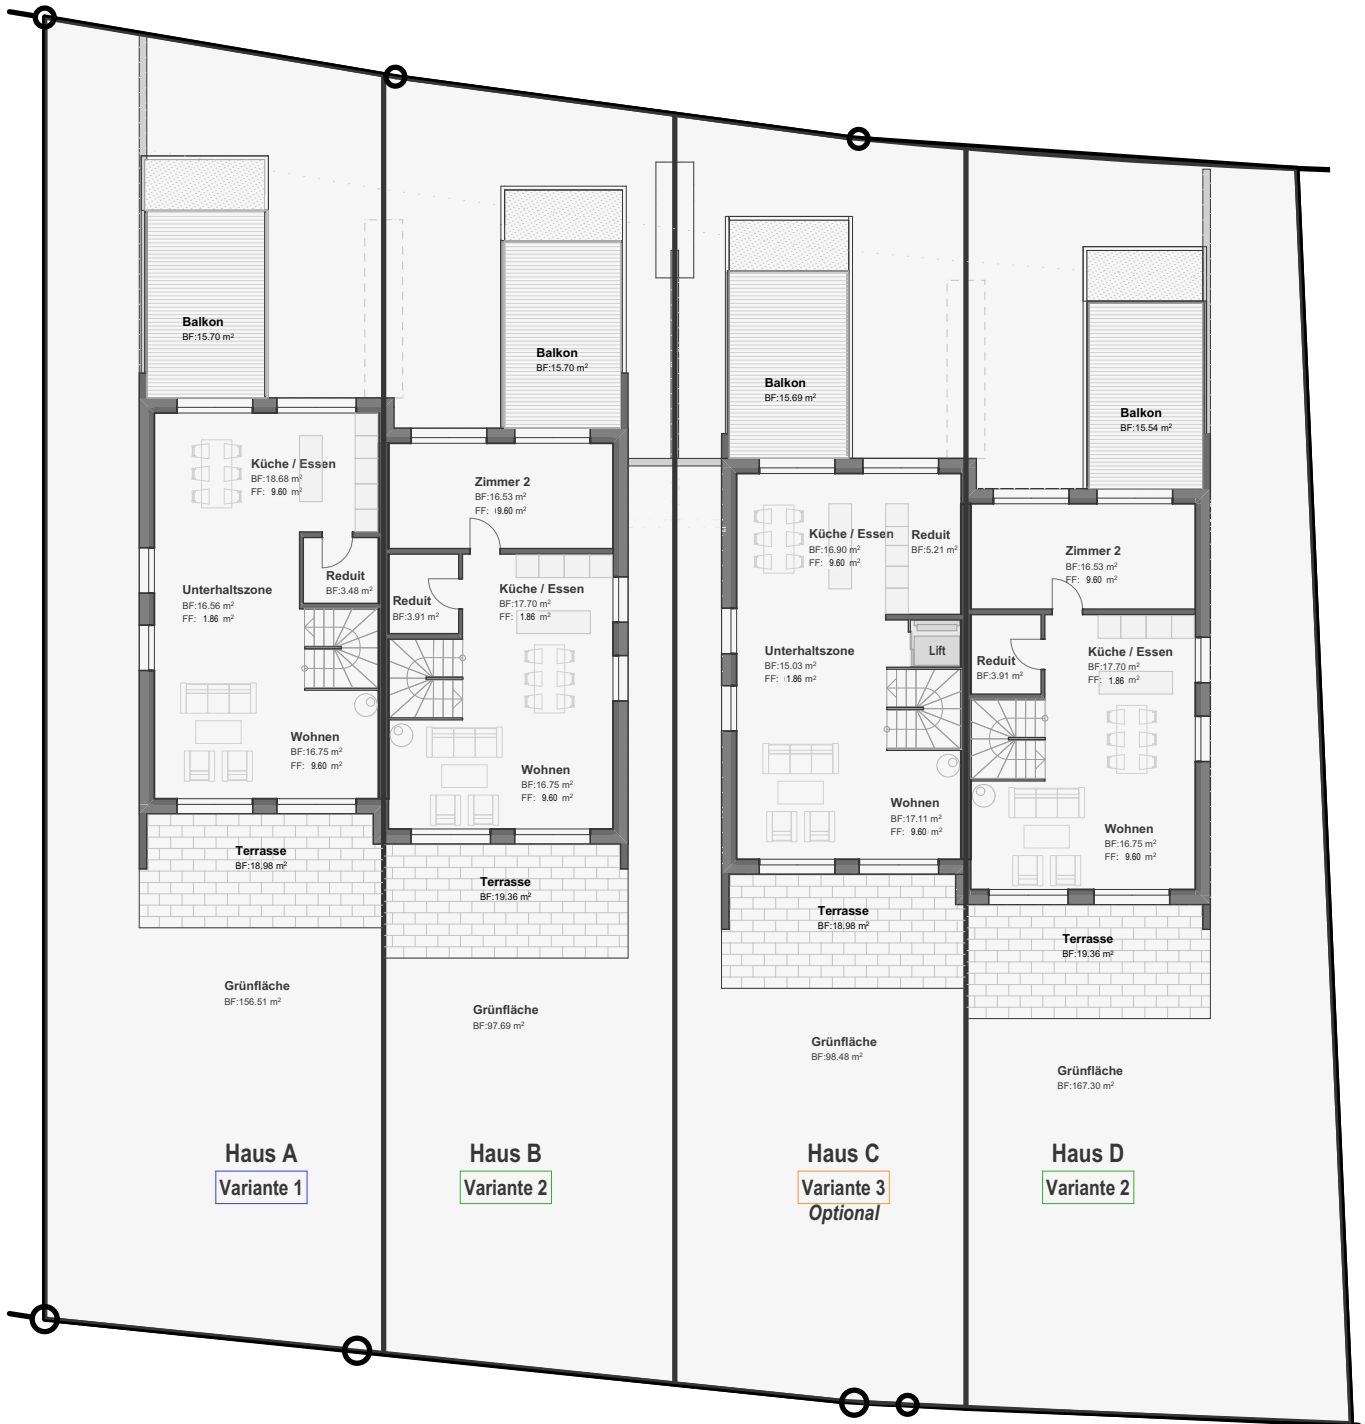 Balkon
BF:15.70 m²
Küche / Essen
BF:18.68 m²
FF: 9.60 m²
Reduit
BF:3.48 m²
Unterhaltszone
BF:16.56 m²
FF: 1.86 m²
Wohnen
BF:16.75 m²
FF: 9.60 m²
Terrasse
BF:18.98 m²
Grünfläche
BF:156.51 m²
Haus A
Variante 1
Balkon
BF:15.70 m²
Zimmer 2
BF:16.53 m²
FF: 9.60 m²
Küche / Essen
BF:17.70 m²
FF: 1.86 m²
Reduit
BF:3.91 m²
Wohnen
BF:16.75 m²
FF: 9.60 m²
Terrasse
BF:19.36 m²
Grünfläche
BF:97.69 m²
Haus B
Variante 2
Balkon
BF:15.69 m²
Küche / Essen
BF:16.90 m²
FF: 9.60 m²
Reduit
BF:5.21 m²
Lift
Unterhaltszone
BF:15.03 m²
FF: 1.86 m²
Wohnen
BF:17.11 m²
FF: 9.60 m²
Terrasse
BF:18.98 m²
Grünfläche
BF:98.48 m²
Haus C
Variante 3
Optional
Balkon
BF:15.54 m²
Zimmer 2
BF:16.53 m²
FF: 9.60 m²
Küche / Essen
BF:17.70 m²
FF: 1.86 m²
Reduit
BF:3.91 m²
Wohnen
BF:16.75 m²
FF: 9.60 m²
Terrasse
BF:19.36 m²
Grünfläche
BF:167.30 m²
Haus D
Variante 2